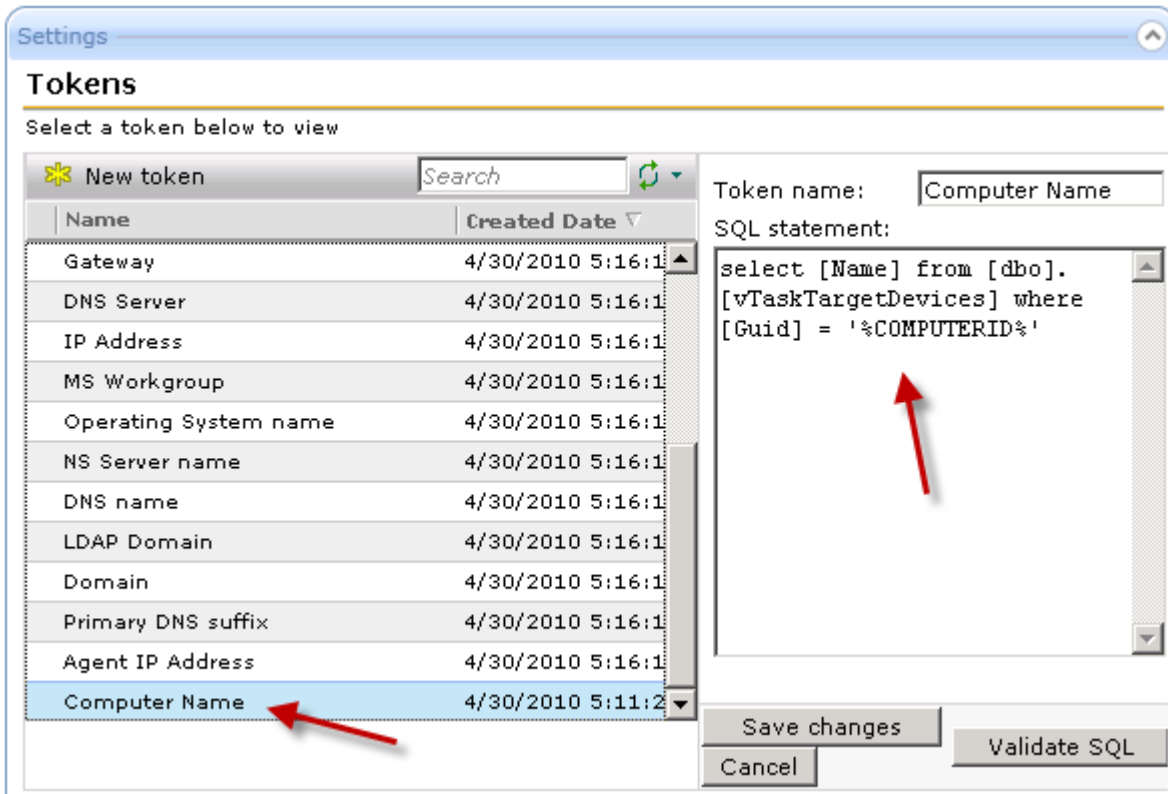 Settings
Tokens
Select a token below to view
New token
Search
Name
Created Date
Gateway 4/30/2010 5:16:1
DNS Server 4/30/2010 5:16:1
IP Address 4/30/2010 5:16:1
MS Workgroup 4/30/2010 5:16:1
Operating System name 4/30/2010 5:16:1
NS Server name 4/30/2010 5:16:1
DNS name 4/30/2010 5:16:1
LDAP Domain 4/30/2010 5:16:1
Domain 4/30/2010 5:16:1
Primary DNS suffix 4/30/2010 5:16:1
Agent IP Address 4/30/2010 5:16:1
Computer Name 4/30/2010 5:11:2
Token name: Computer Name
SQL statement:
select [Name] from [dbo].
[vTaskTargetDevices] where
[Guid] = '%COMPUTERID%'
Save changes
Validate SQL
Cancel